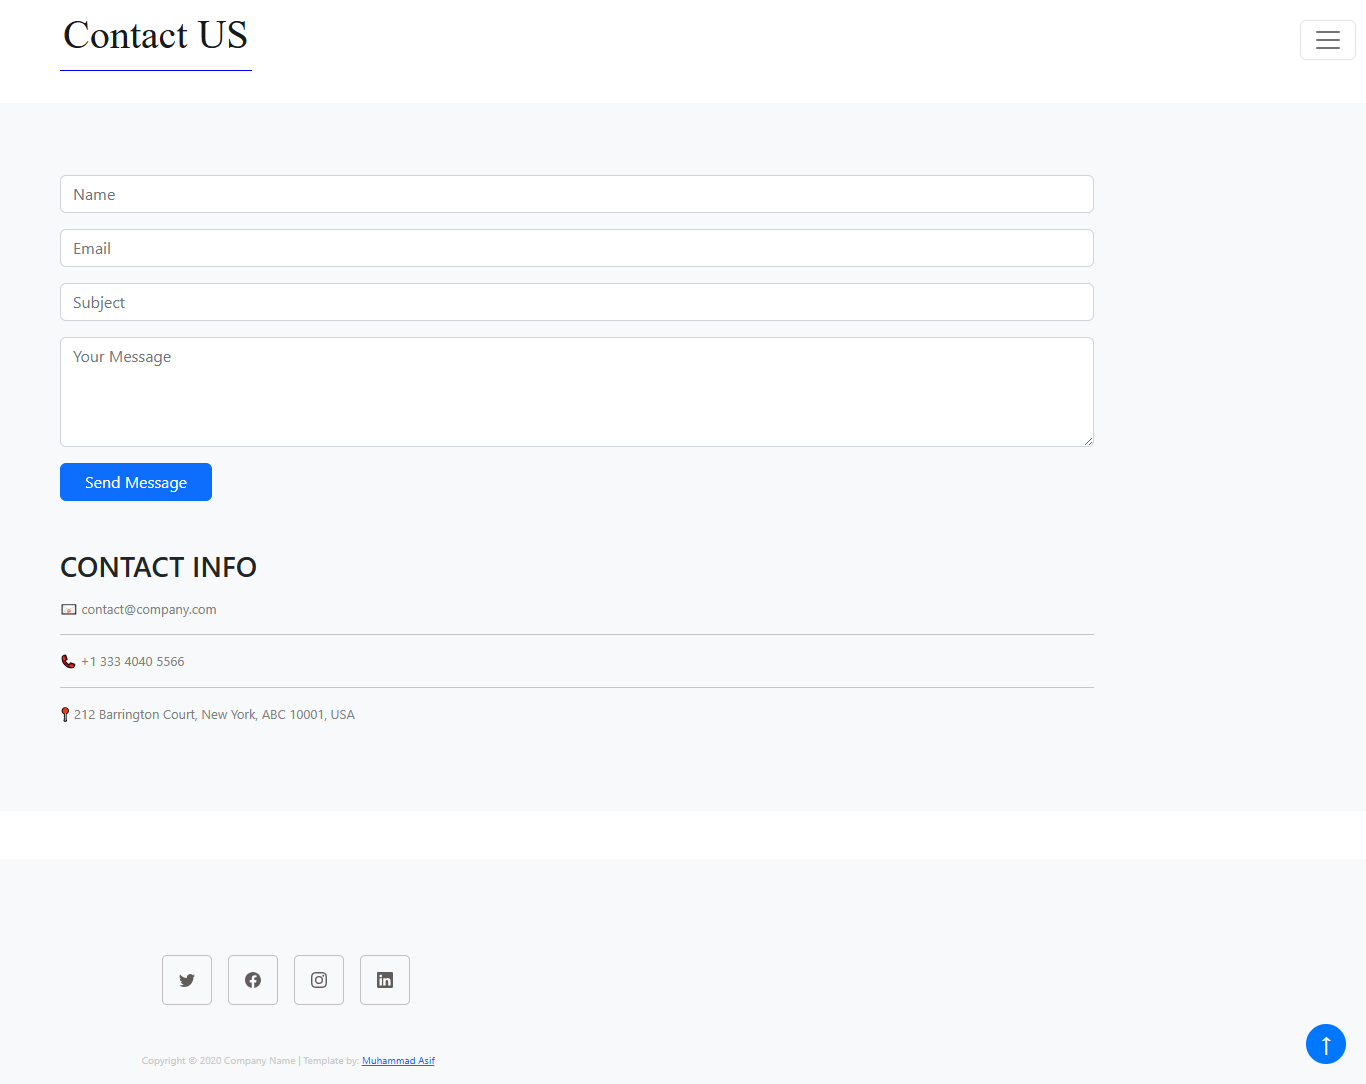 Contact US
Name
Email
Subject
Your Message
Send Message
CONTACT INFO
contact@company.com
+1 333 4040 5566
212 Barrington Court, New York, ABC 10001, USA
Copyright © 2020 Company Name | Template by: Muhammad Asif